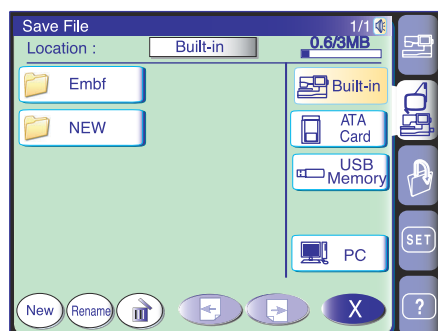 Save File 1/1
Location : Built-in 0.6/3MB
Embf
NEW
Built-in
ATA
Card
USB
Memory
PC
SET
New Rename X ?